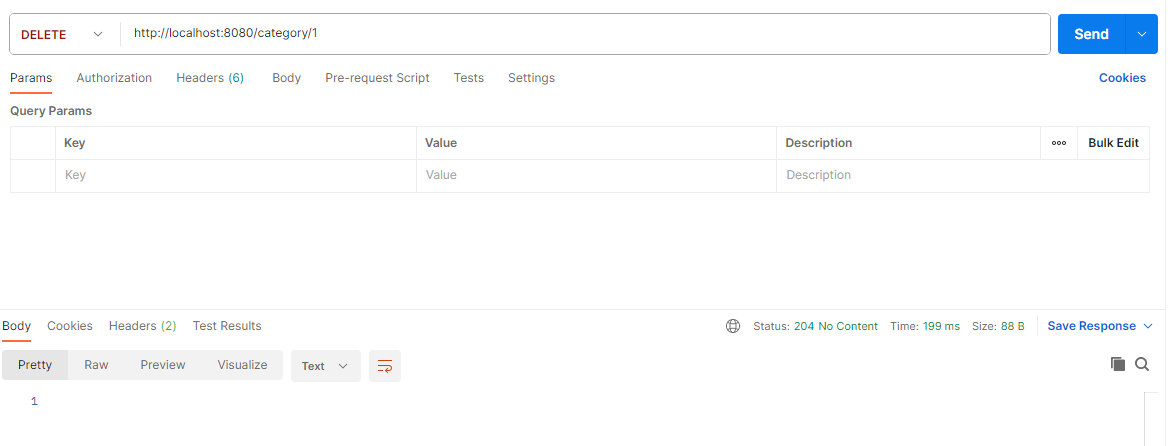 DELETE http://localhost:8080/category/1 Send
Params Authorization Headers (6) Body Pre-request Script Tests Settings Cookies
Query Params
Key Value Description ooo Bulk Edit
Key Value Description
Body Cookies Headers (2) Test Results Status: 204 No Content Time: 199 ms Size: 88 B Save Response
Pretty Raw Preview Visualize Text
1